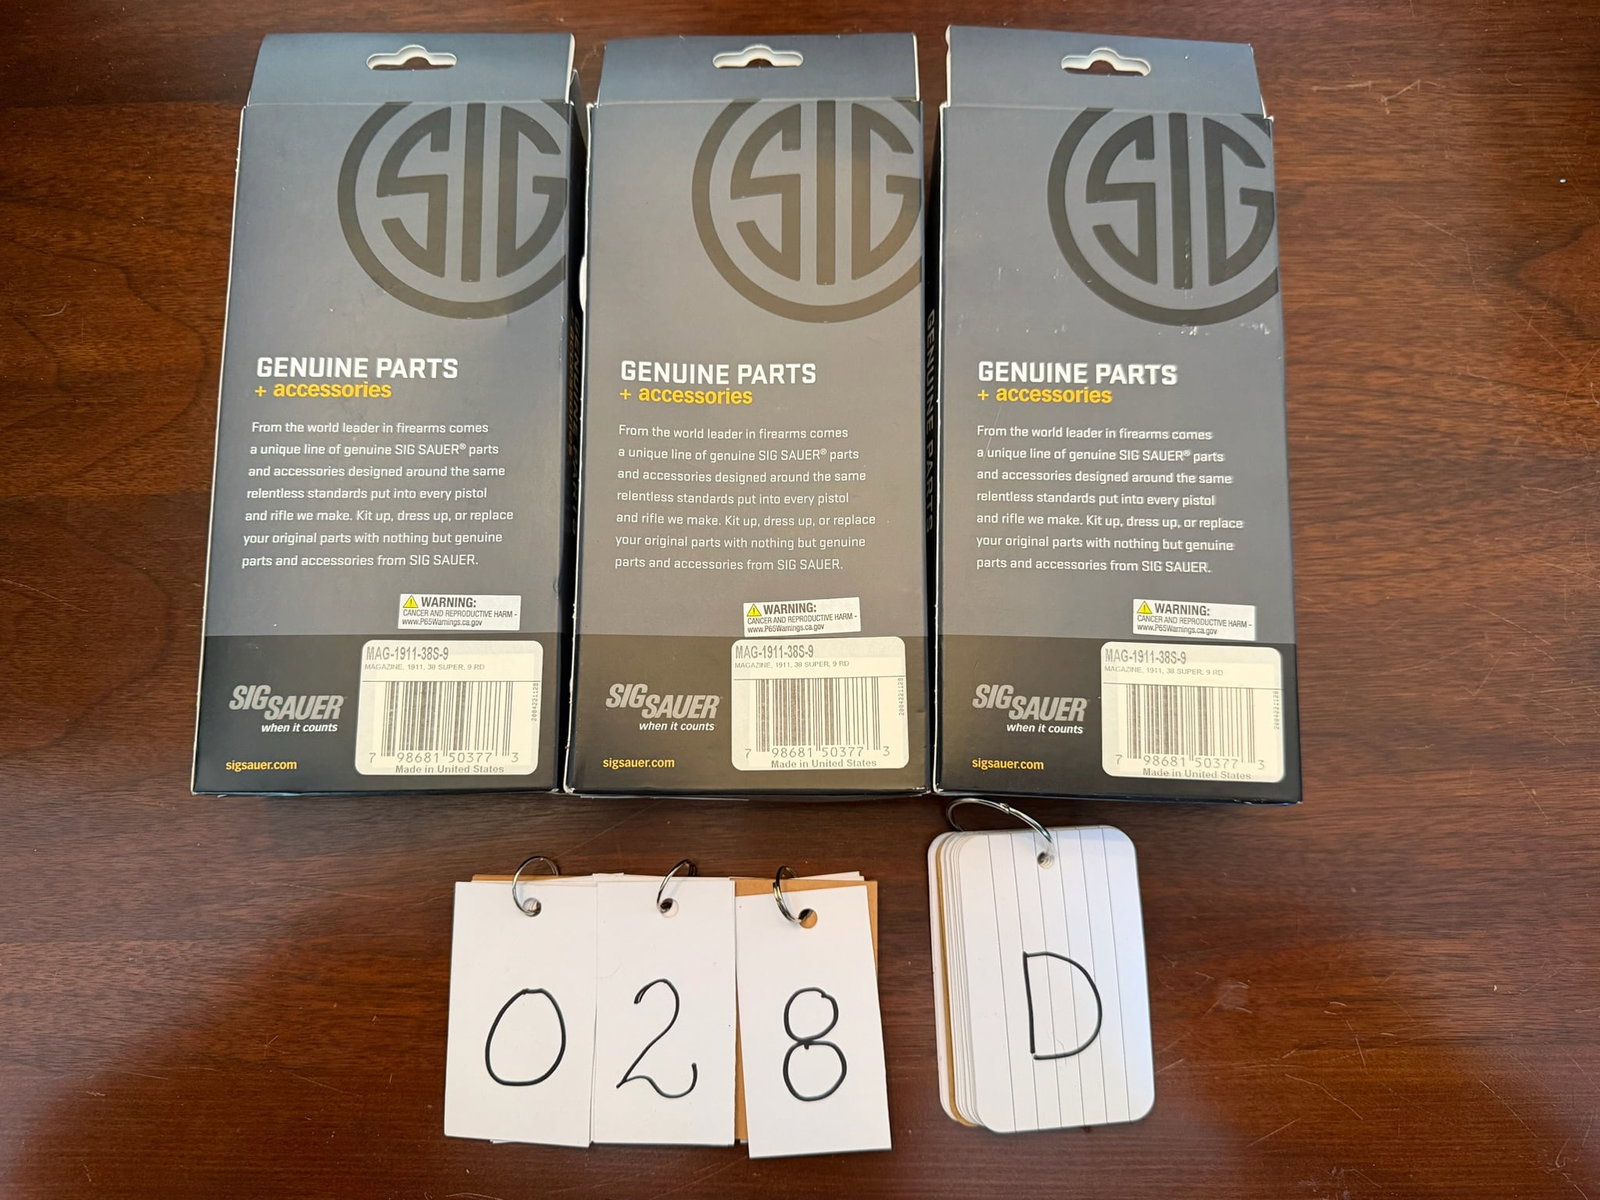 SIG
GENUINE PARTS
+ accessories
From the world leader in firearms comes
a unique line of genuine SIG SAUER® parts
and accessories designed around the same
relentless standards put into every pistol
and rifle we make. Kit up, dress up, or replace
your original parts with nothing but genuine
parts and accessories from SIG SAUER.
WARNING:
CANCER AND REPRODUCTIVE HARM -
www.P65Warnings.ca.gov
MAG-1911-38S-9
MAGAZINE, 1911, 38 SUPER, 9 RD
7 98681 50377 3
Made in United States
SIG SAUER
when it counts
sigsauer.com
SIG
GENUINE PARTS
+ accessories
From the world leader in firearms comes
a unique line of genuine SIG SAUER® parts
and accessories designed around the same
relentless standards put into every pistol
and rifle we make. Kit up, dress up, or replace
your original parts with nothing but genuine
parts and accessories from SIG SAUER.
WARNING:
CANCER AND REPRODUCTIVE HARM -
www.P65Warnings.ca.gov
MAG-1911-38S-9
MAGAZINE, 1911, 38 SUPER, 9 RD
7 98681 50377 3
Made in United States
SIG SAUER
when it counts
sigsauer.com
GENUINE PARTS
SIG
GENUINE PARTS
+ accessories
From the world leader in firearms comes
a unique line of genuine SIG SAUER® parts
and accessories designed around the same
relentless standards put into every pistol
and rifle we make. Kit up, dress up, or replace
your original parts with nothing but genuine
parts and accessories from SIG SAUER.
WARNING:
CANCER AND REPRODUCTIVE HARM -
www.P65Warnings.ca.gov
MAG-1911-38S-9
MAGAZINE, 1911, 38 SUPER, 9 RD
7 98681 50377 3
Made in United States
SIG SAUER
when it counts
sigsauer.com
028 D